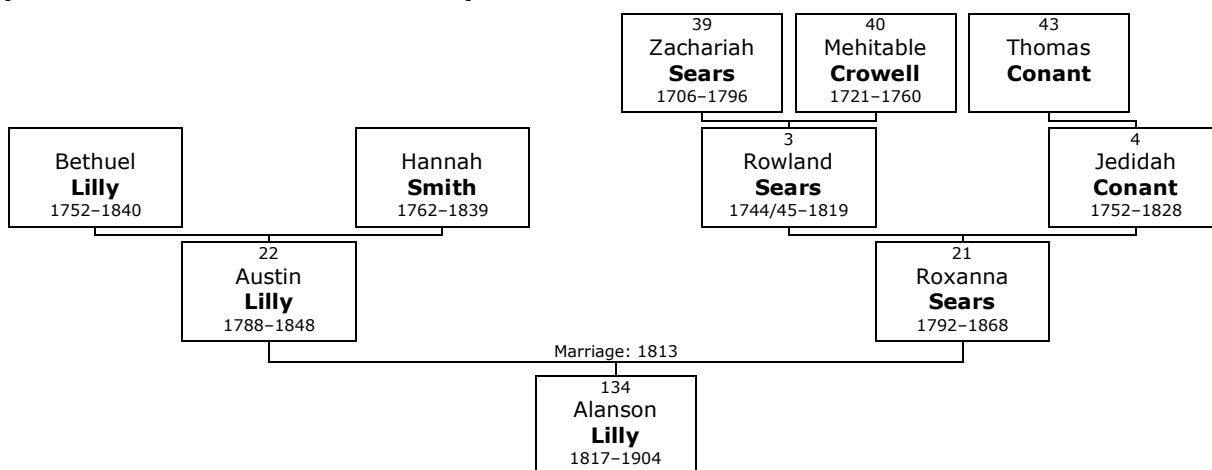 39
Zachariah
Sears
1706–1796
40
Mehitable
Crowell
1721–1760
43
Thomas
Conant
Bethuel
Lilly
1752–1840
Hannah
Smith
1762–1839
3
Rowland
Sears
1744/45–1819
4
Jedidah
Conant
1752–1828
22
Austin
Lilly
1788–1848
21
Roxanna
Sears
1792–1868
Marriage: 1813
134
Alanson
Lilly
1817–1904